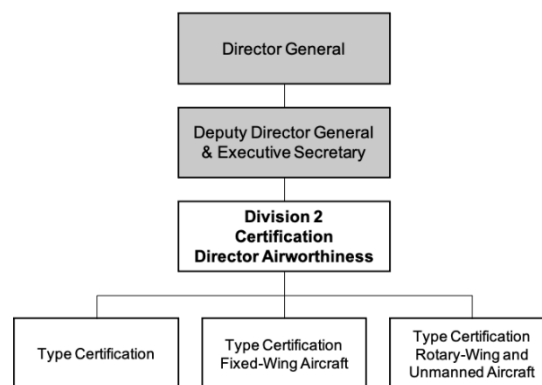 Director General
Deputy Director General
& Executive Secretary
Division 2
Certification
Director Airworthiness
Type Certification
Type Certification
Fixed-Wing Aircraft
Type Certification
Rotary-Wing and
Unmanned Aircraft